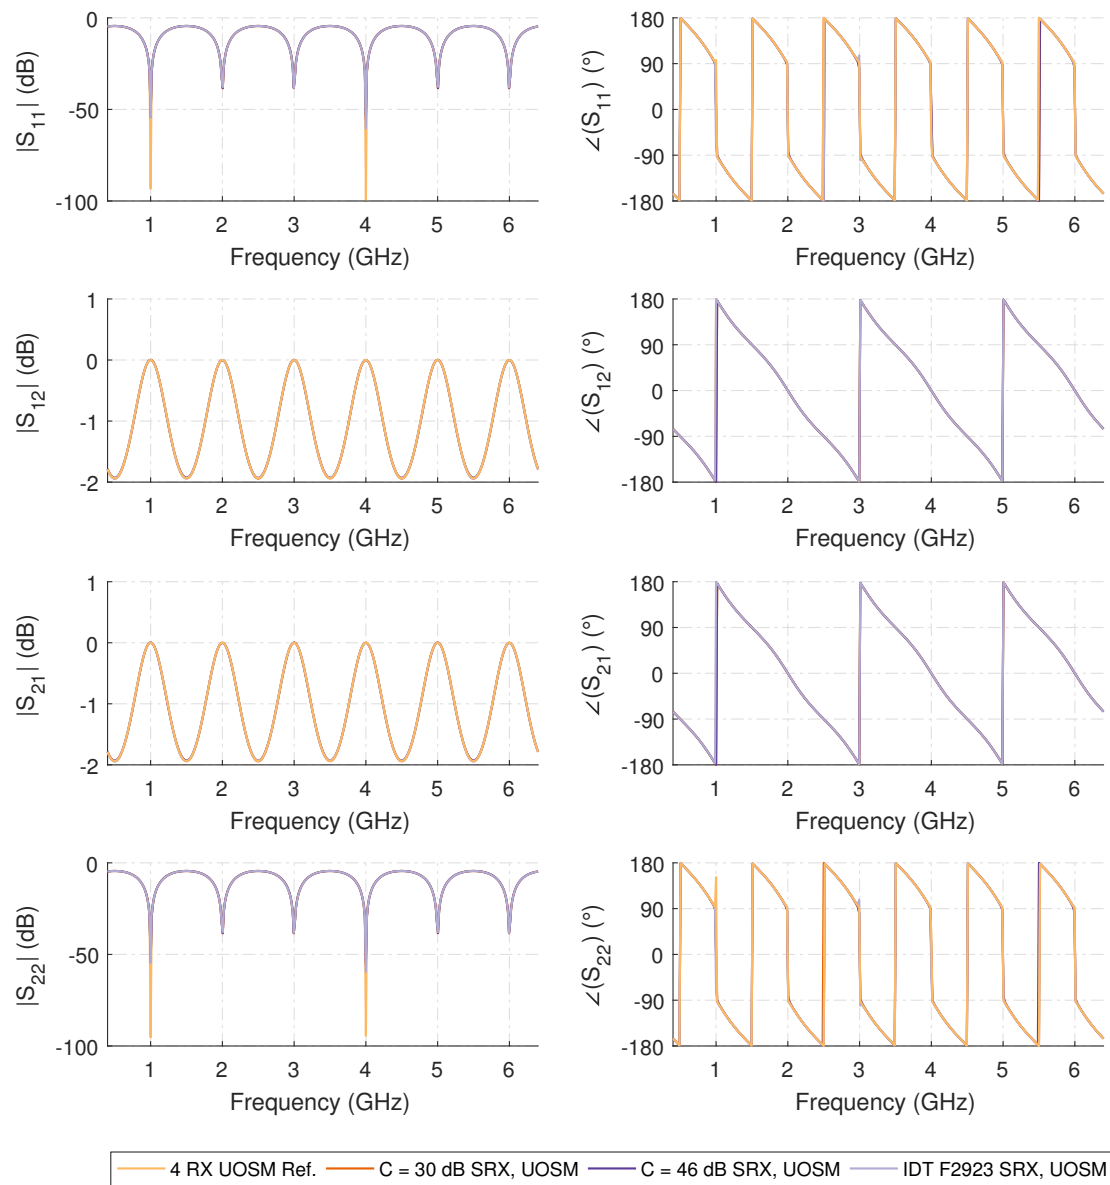 0
-50
-100
|S11| (dB)
1 2 3 4 5 6
Frequency (GHz)
180
90
0
-90
-180
∠(S11) (°)
1 2 3 4 5 6
Frequency (GHz)
1
0
-1
-2
|S12| (dB)
1 2 3 4 5 6
Frequency (GHz)
180
90
0
-90
-180
∠(S12) (°)
1 2 3 4 5 6
Frequency (GHz)
1
0
-1
-2
|S21| (dB)
1 2 3 4 5 6
Frequency (GHz)
180
90
0
-90
-180
∠(S21) (°)
1 2 3 4 5 6
Frequency (GHz)
0
-50
-100
|S22| (dB)
1 2 3 4 5 6
Frequency (GHz)
180
90
0
-90
-180
∠(S22) (°)
1 2 3 4 5 6
Frequency (GHz)
4 RX UOSM Ref. C = 30 dB SRX, UOSM C = 46 dB SRX, UOSM IDT F2923 SRX, UOSM